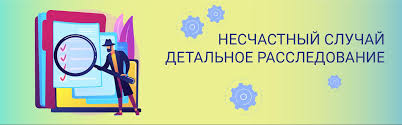 НЕСЧАСТНЫЙ СЛУЧАЙ
ДЕТАЛЬНОЕ РАССЛЕДОВАНИЕ